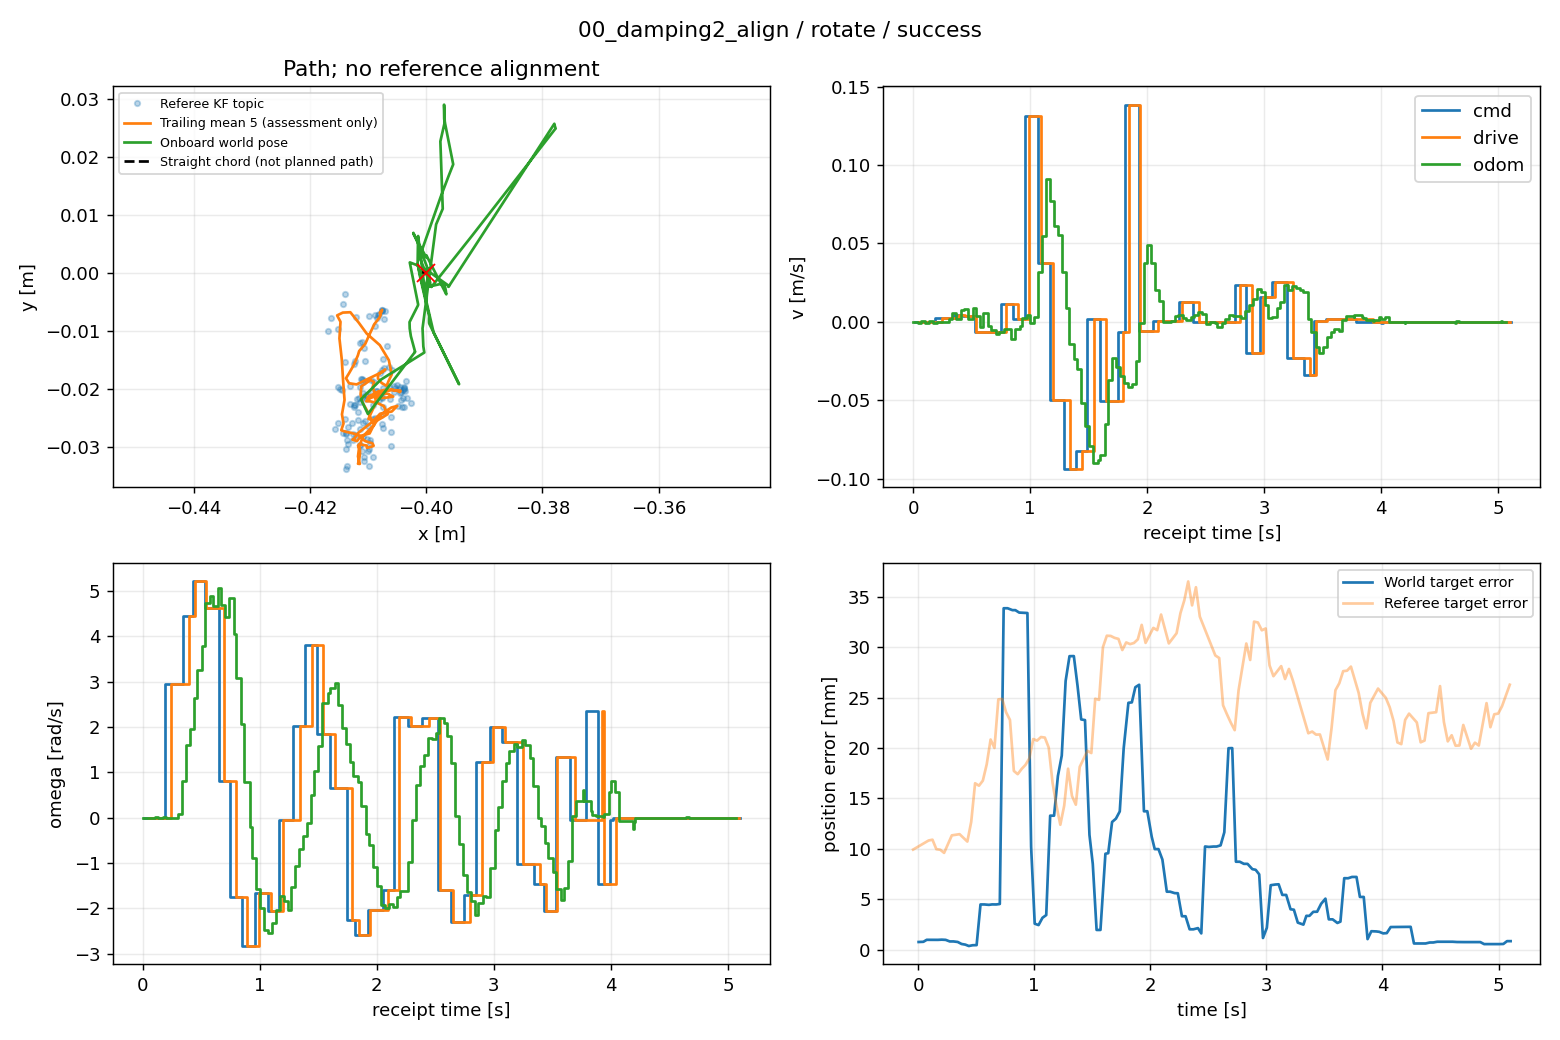 00_damping2_align / rotate / success
Path; no reference alignment
Referee KF topic
Trailing mean 5 (assessment only)
Onboard world pose
Straight chord (not planned path)
0.03
0.02
0.01
0.00
−0.01
−0.02
−0.03
y [m]
−0.44
−0.42
−0.40
−0.38
−0.36
x [m]
cmd
drive
odom
0.15
0.10
0.05
0.00
−0.05
−0.10
v [m/s]
0
1
2
3
4
5
receipt time [s]
5
4
3
2
1
0
−1
−2
−3
omega [rad/s]
0
1
2
3
4
5
receipt time [s]
World target error
Referee target error
35
30
25
20
15
10
5
0
position error [mm]
0
1
2
3
4
5
time [s]